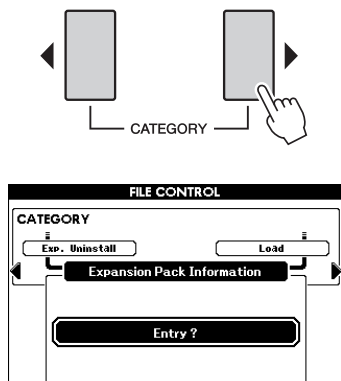 CATEGORY
FILE CONTROL
CATEGORY
Exp. Uninstall Load
Expansion Pack Information
Entry ?